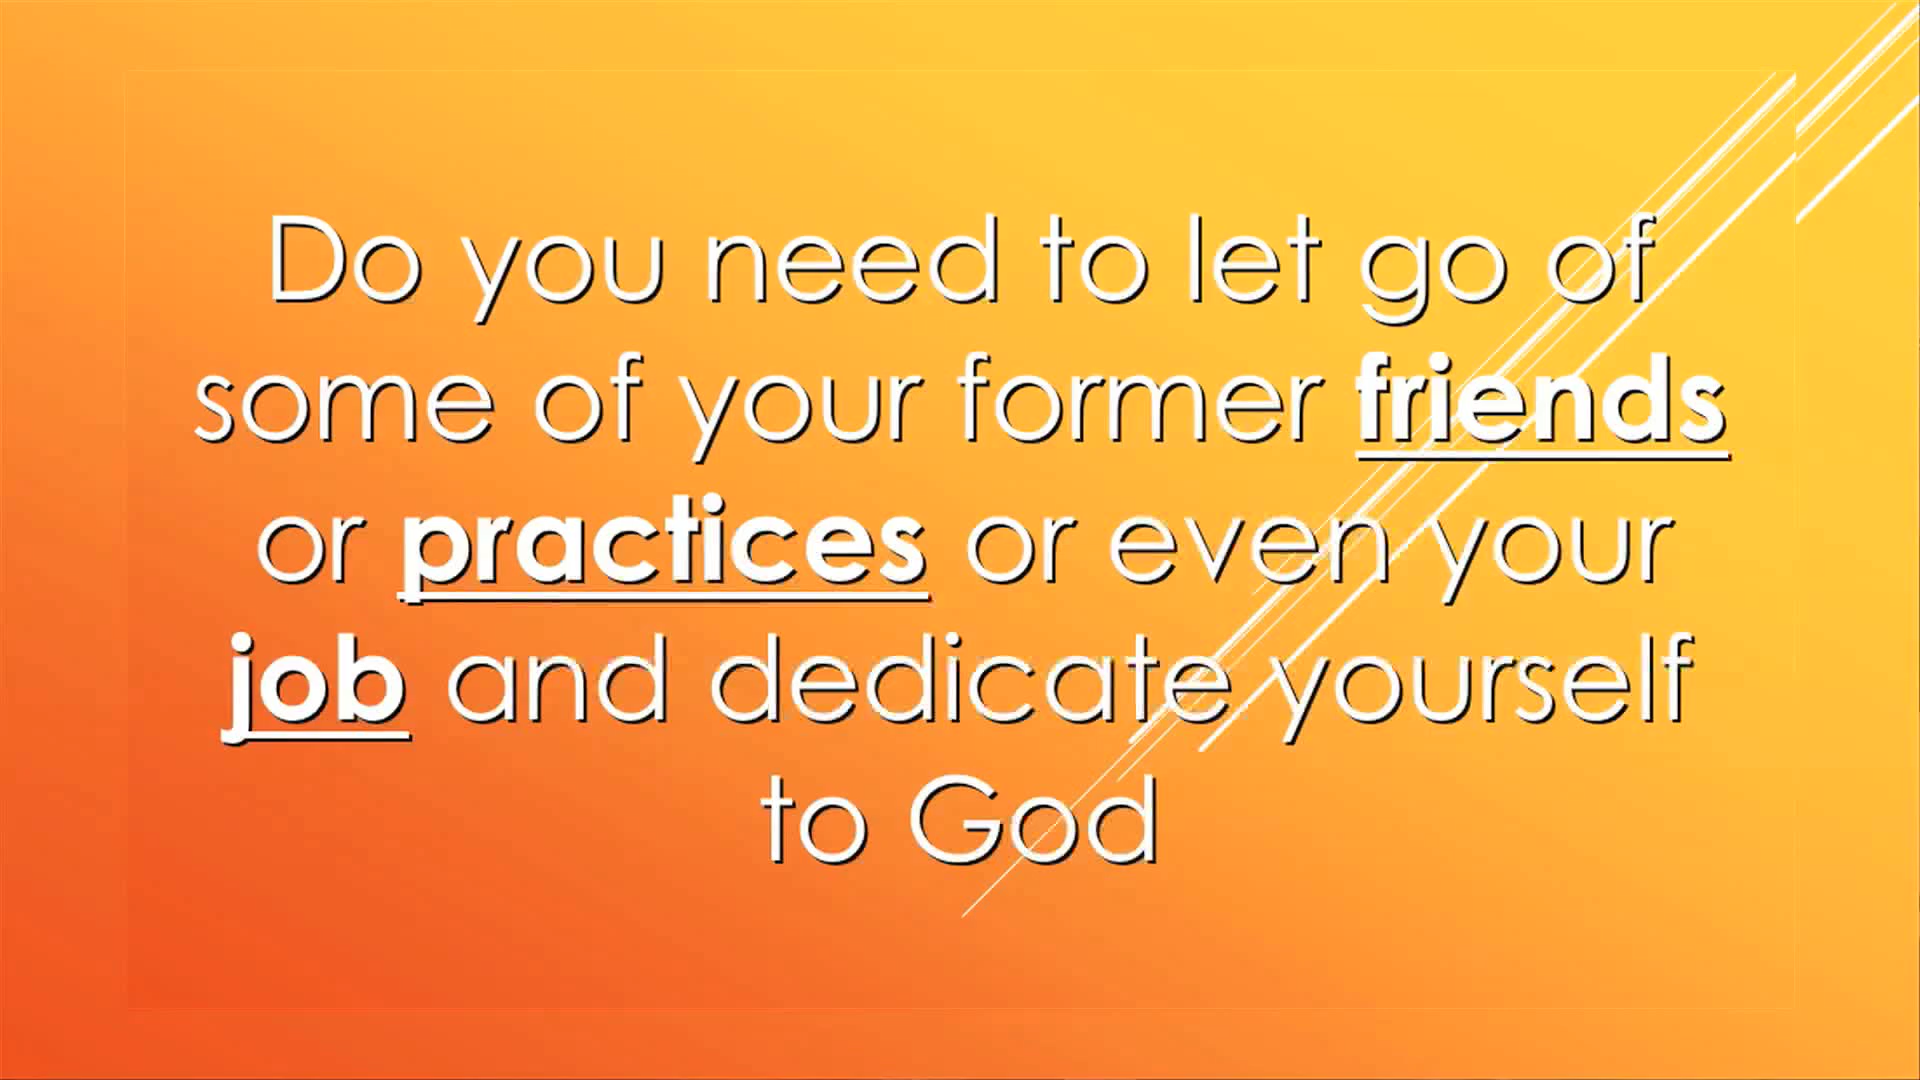 Do you need to let go of
some of your former friends
or practices or even your
job and dedicate yourself
to God